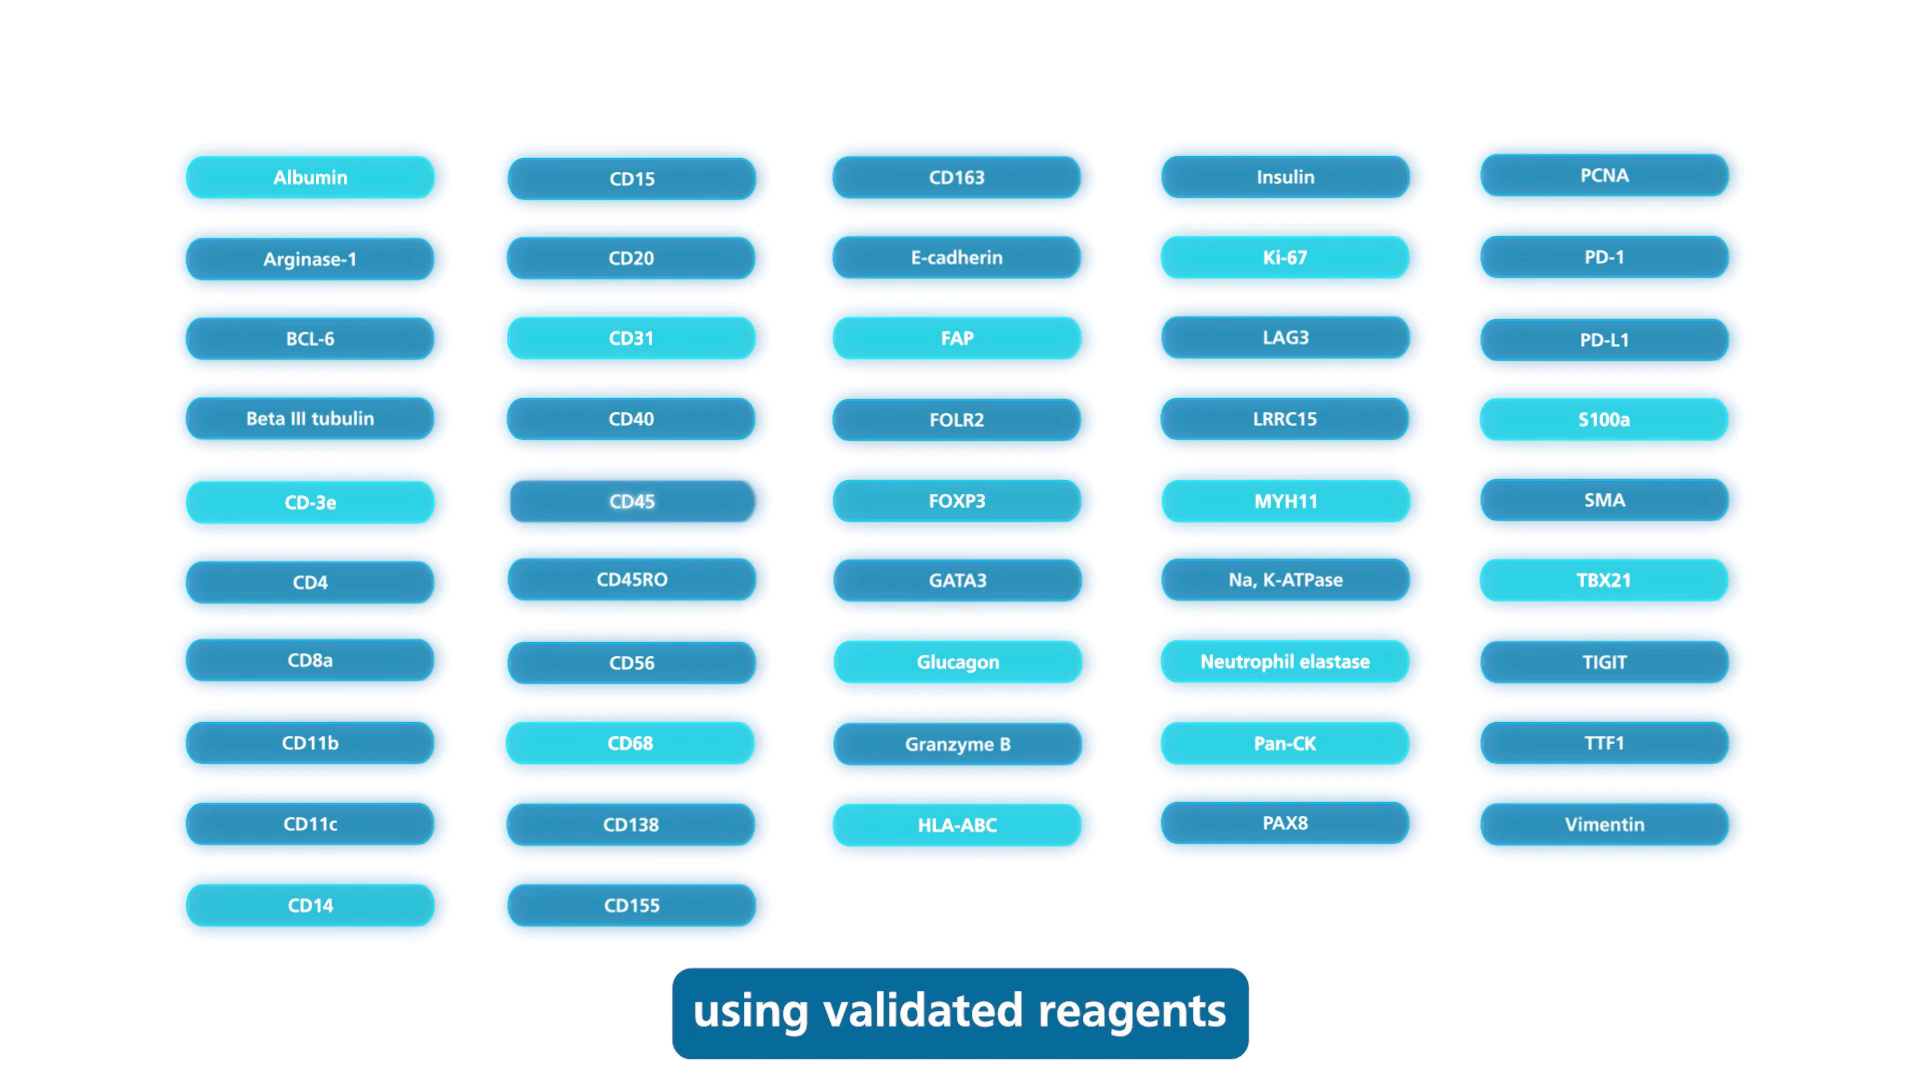 Albumin
Arginase-1
BCL-6
Beta III tubulin
CD-3e
CD4
CD8a
CD11b
CD11c
CD14
CD15
CD20
CD31
CD40
CD45
CD45RO
CD56
CD68
CD138
CD155
CD163
E-cadherin
FAP
FOLR2
FOXP3
GATA3
Glucagon
Granzyme B
HLA-ABC
Insulin
Ki-67
LAG3
LRRC15
MYH11
Na, K-ATPase
Neutrophil elastase
Pan-CK
PAX8
PCNA
PD-1
PD-L1
S100a
SMA
TBX21
TIGIT
TTF1
Vimentin
using validated reagents